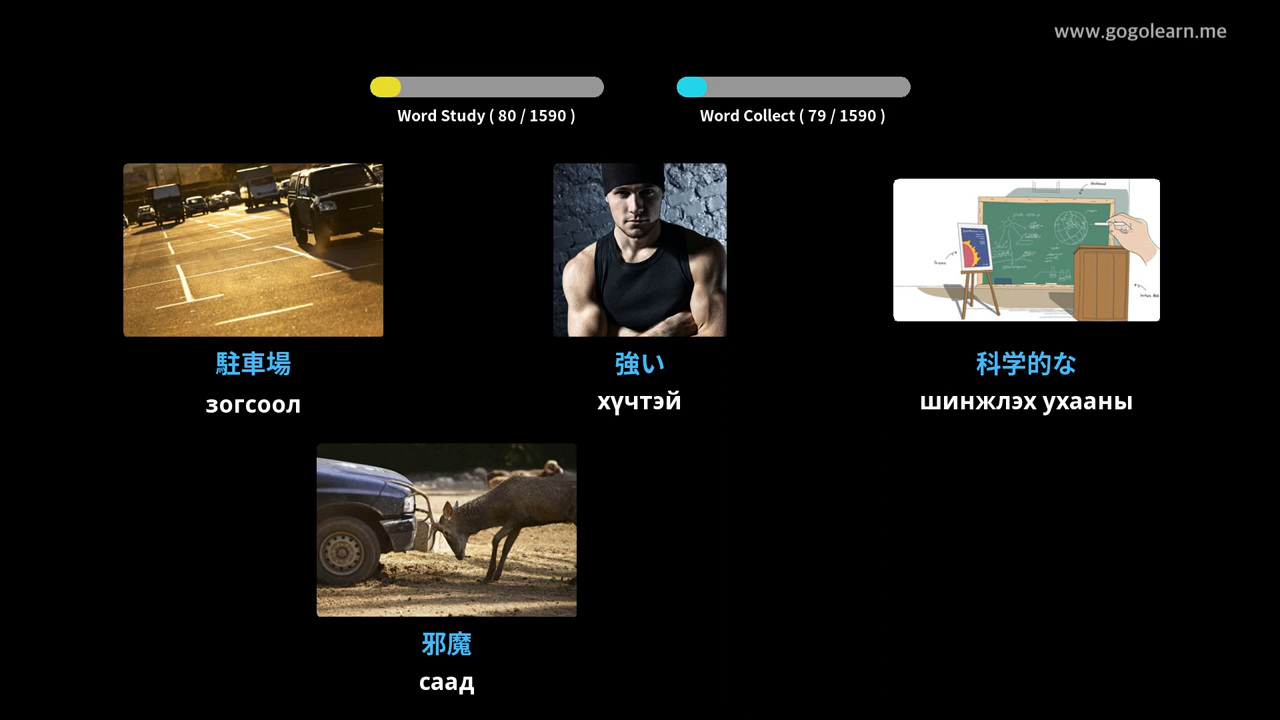 www.gogolearn.me
Word Study ( 80 / 1590 )
Word Collect ( 79 / 1590 )
駐車場
зогсоол
強い
хүчтэй
科学的な
шинжлэх ухааны
邪魔
саад